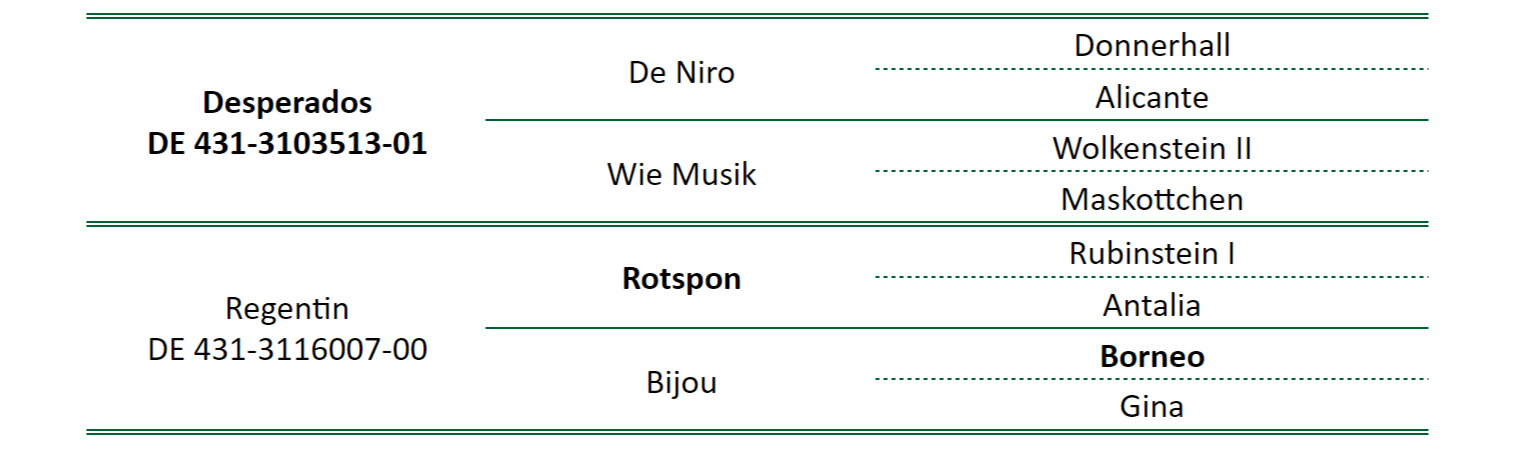 Desperados
DE 431-3103513-01
De Niro
Donnerhall
Alicante
Wie Musik
Wolkenstein II
Maskottchen
Regentin
DE 431-3116007-00
Rotspon
Rubinstein I
Antalia
Bijou
Borneo
Gina